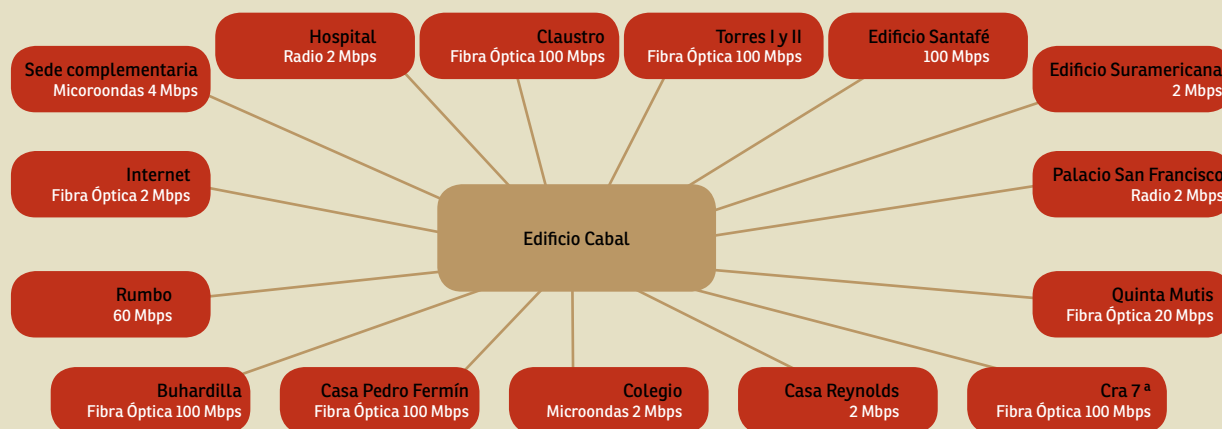 Hospital
Radio 2 Mbps
Claustro
Fibra Óptica 100 Mbps
Torres I y II
Fibra Óptica 100 Mbps
Edificio Santafé
100 Mbps
Sede complementaria
Micoroondas 4 Mbps
Edificio Suramericana
2 Mbps
Internet
Fibra Óptica 2 Mbps
Palacio San Francisco
Radio 2 Mbps
Edificio Cabal
Rumbo
60 Mbps
Quinta Mutis
Fibra Óptica 20 Mbps
Buhardilla
Fibra Óptica 100 Mbps
Casa Pedro Fermín
Fibra Óptica 100 Mbps
Colegio
Microondas 2 Mbps
Casa Reynolds
2 Mbps
Cra 7ª
Fibra Óptica 100 Mbps